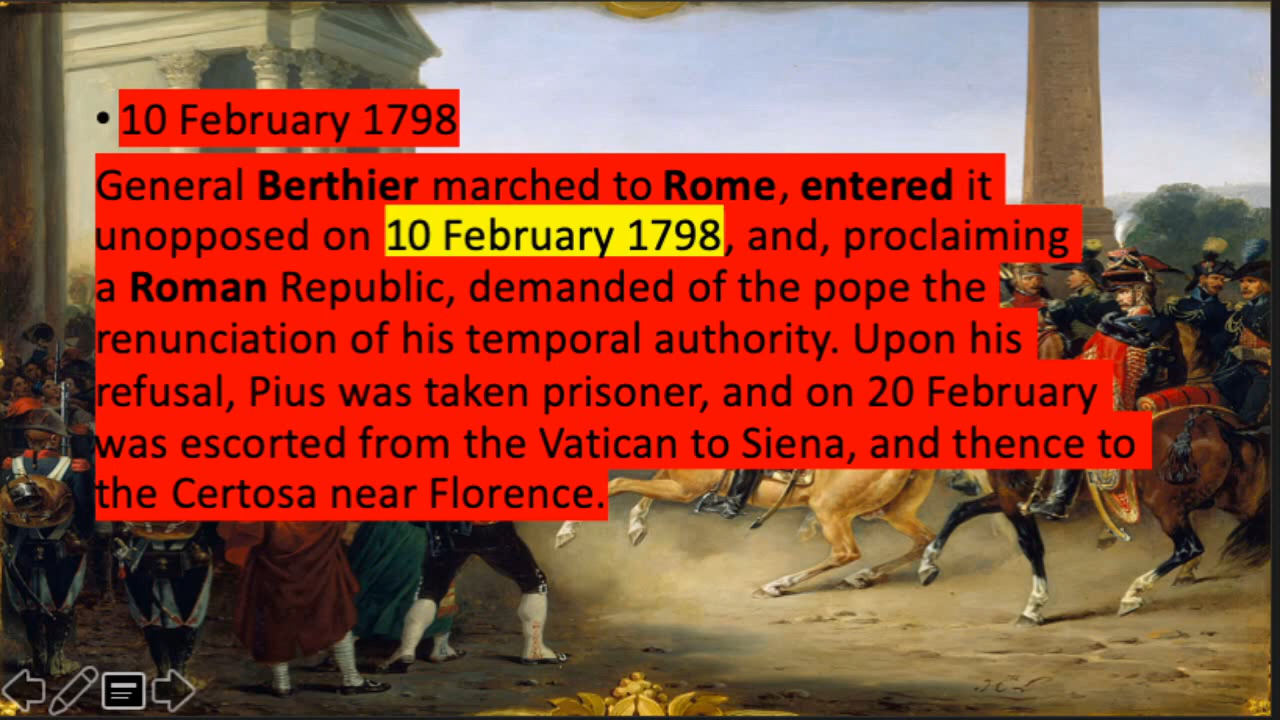 • 10 February 1798
General Berthier marched to Rome, entered it
unopposed on 10 February 1798, and, proclaiming
a Roman Republic, demanded of the pope the
renunciation of his temporal authority. Upon his
refusal, Pius was taken prisoner, and on 20 February
was escorted from the Vatican to Siena, and thence to
the Certosa near Florence.